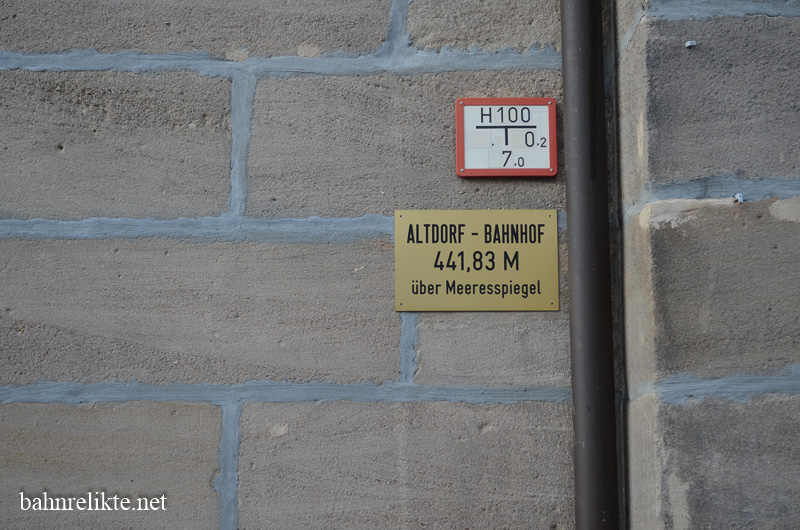 H100
0.2
7.0
ALTDORF - BAHNHOF
441,83 M
über Meeresspiegel
bahnrelikte.net